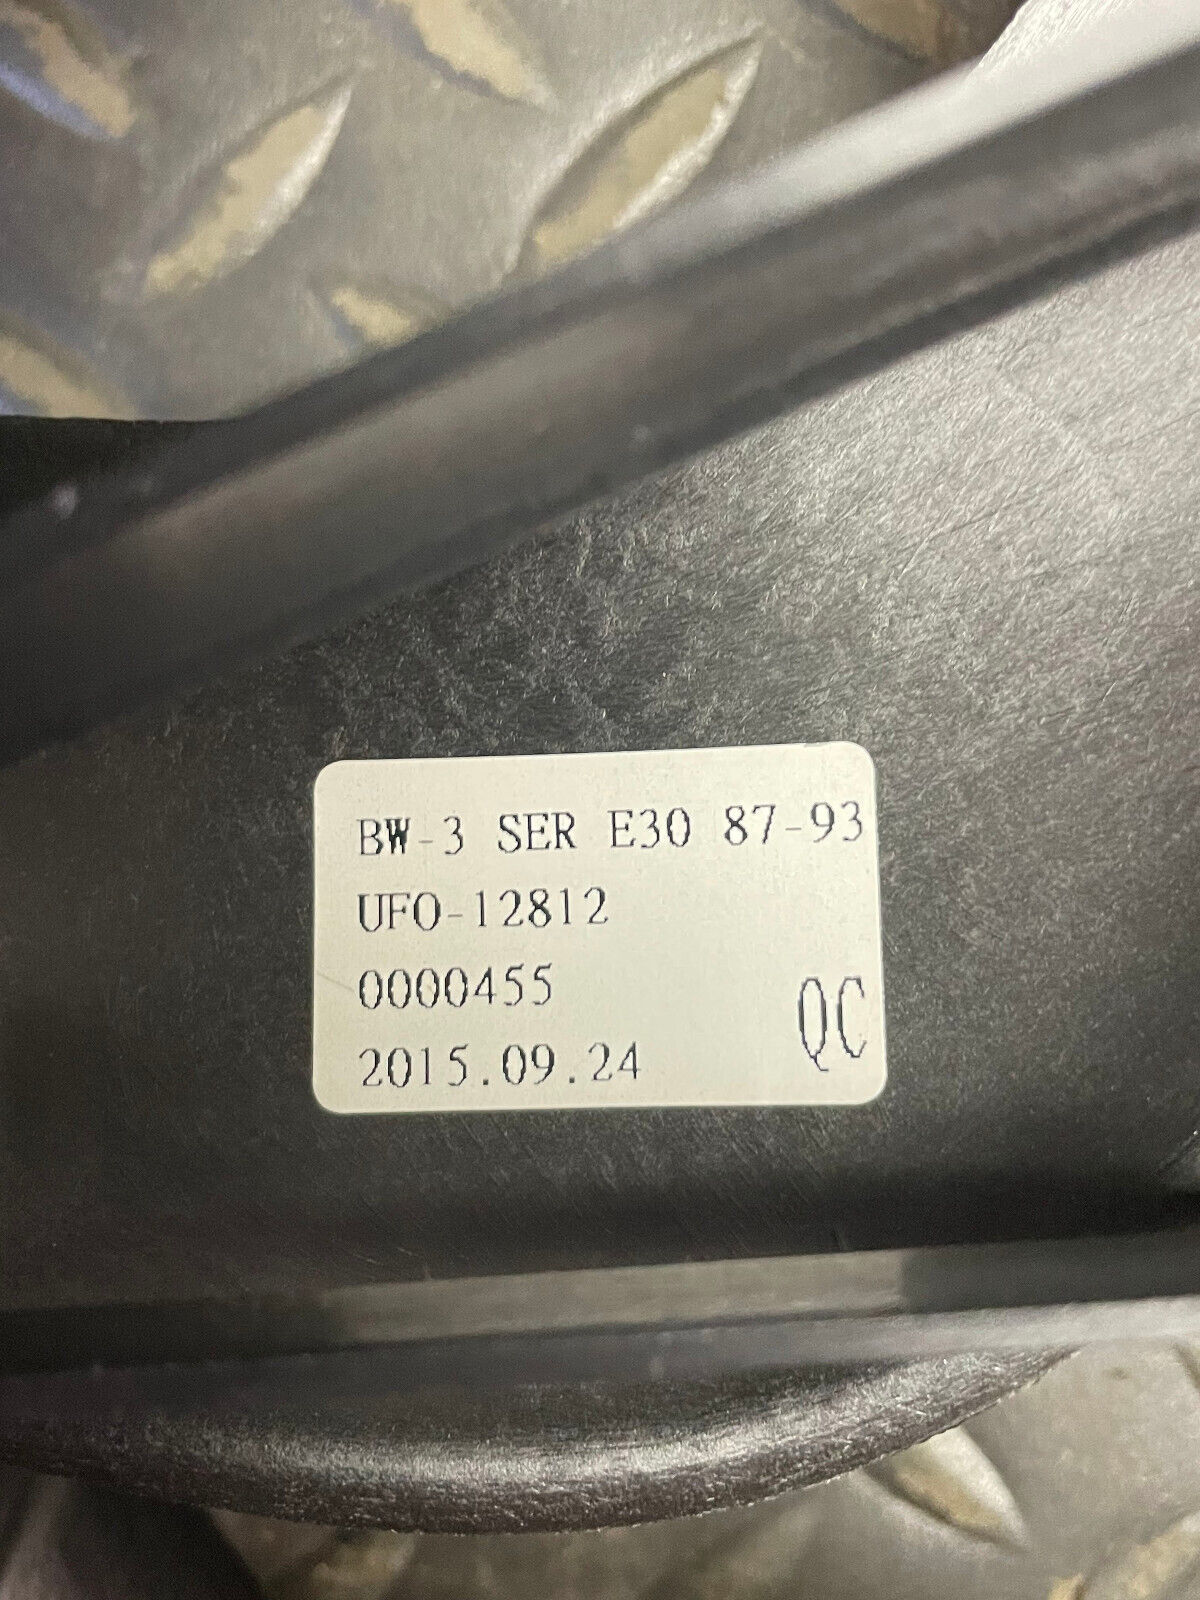 BW-3 SER E30 87-93
UFO-12812
0000455
2015.09.24
QC